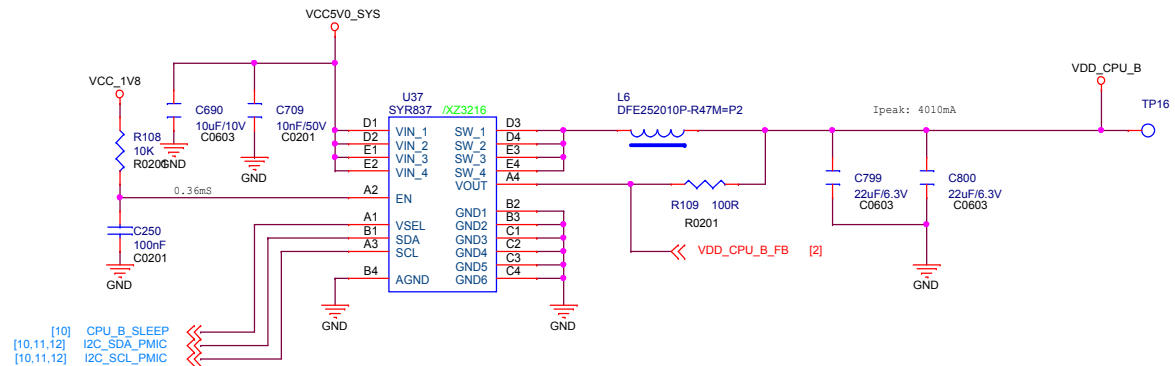 VCC5V0_SYS
VCC_1V8
VDD_CPU_B
TP16
C690
10uF/10V
C0603
C709
10nF/50V
C0201
U37
SYR837 /XZ3216
L6
DFE252010P-R47M=P2
Ipeak: 4010mA
R108
10K
R0201
GND
GND
D1 VIN_1 SW_1 D3
D2 VIN_2 SW_2 D4
E1 VIN_3 SW_3 E3
E2 VIN_4 SW_4 E4
VOUT A4
0.36mS
A2 EN
R109 100R
R0201
C799
22uF/6.3V
C0603
C800
22uF/6.3V
C0603
C250
100nF
C0201
A1 VSEL
B1 SDA
A3 SCL
B4 AGND
GND1 B2
GND2 B3
GND3 C1
GND4 C2
GND5 C3
GND6 C4
VDD_CPU_B_FB [2]
GND
GND
GND
GND
[10] CPU_B_SLEEP
[10,11,12] I2C_SDA_PMIC
[10,11,12] I2C_SCL_PMIC